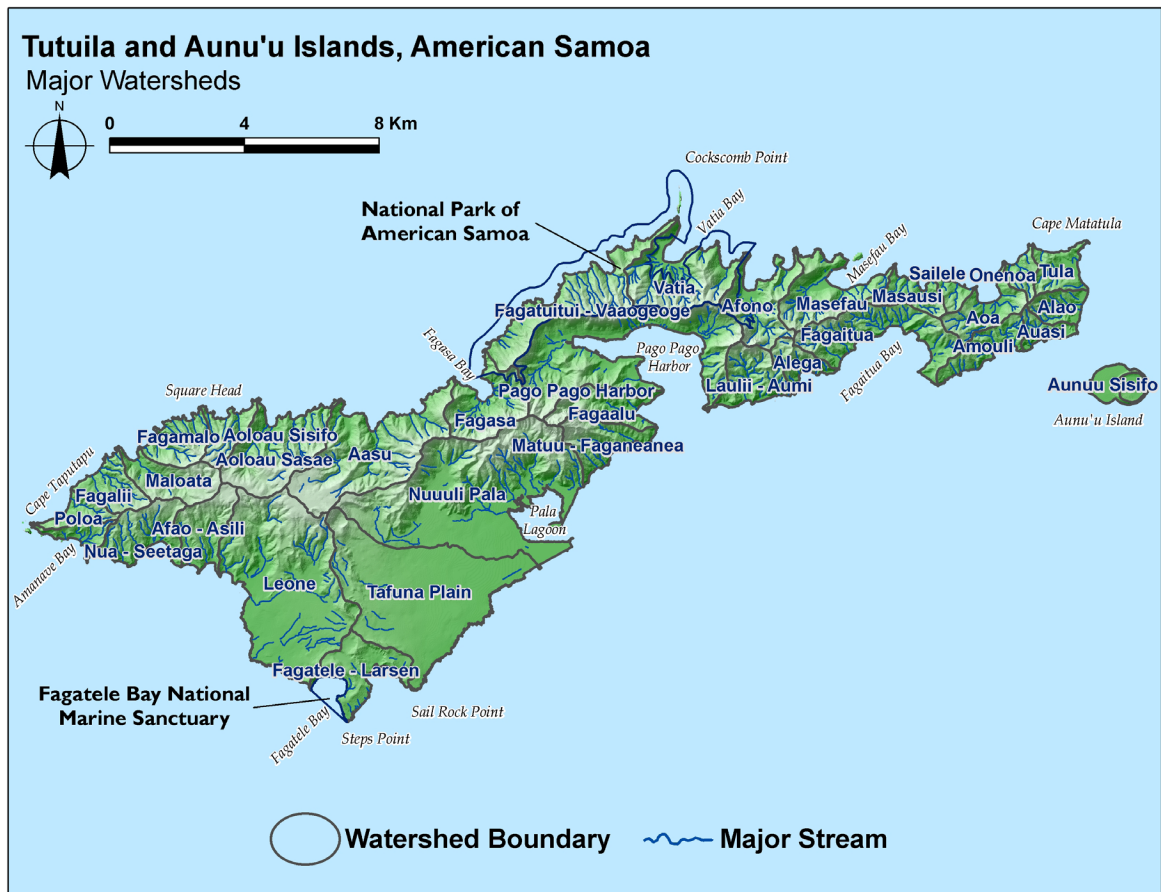 Tutuila and Aunu'u Islands, American Samoa
Major Watersheds
N
0 4 8 Km
Cockscomb Point
National Park of
American Samoa
Vatia Bay
Cape Matatula
Masefau Bay
Sailele
Onenoa
Tula
Vatia
Masausi
Afono
Masefau
Fagatuitui - Vaaogeoge
Alao
Aoa
Auasi
Fagaitua
Amouli
Fagasa Bay
Pago Pago
Harbor
Alega
Fagaitua Bay
Laulii - Aumi
Aunuu Sisifo
Aunu'u Island
Square Head
Pago Pago Harbor
Fagasa
Fagaalu
Fagamalo
Aoloau Sisifo
Matuu - Faganeanea
Aasu
Aoloau Sasae
Cape Taputapu
Maloata
Fagalii
Nuuuli Pala
Pala
Lagoon
Poloa
Afao - Asili
Nua - Seetaga
Amanave Bay
Leone
Tafuna Plain
Fagatele - Larsen
Fagatele Bay National
Marine Sanctuary
Fagatele Bay
Sail Rock Point
Steps Point
Watershed Boundary
Major Stream